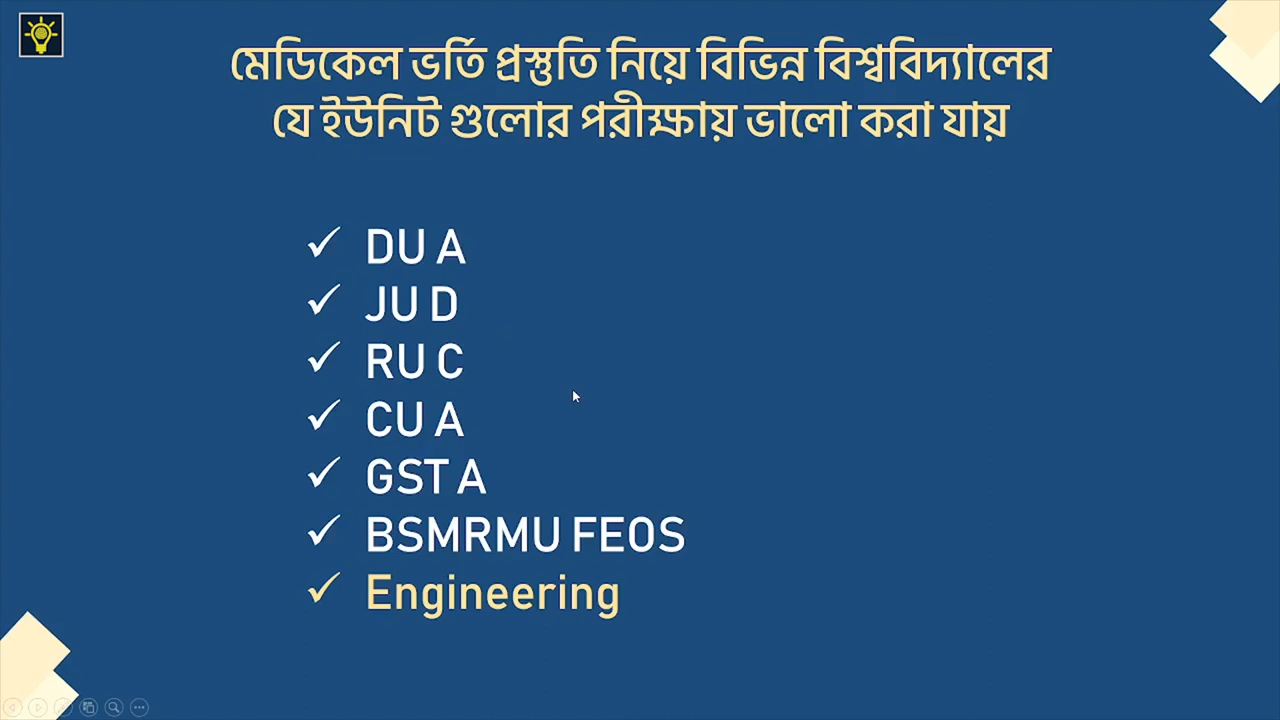 মেডিকেল ভর্তি প্রস্তুতি নিয়ে বিভিন্ন বিশ্ববিদ্যালের
যে ইউনিট গুলোর পরীক্ষায় ভালো করা যায়
✓ DU A
✓ JU D
✓ RU C
✓ CU A
✓ GST A
✓ BSMRMU FEOS
✓ Engineering